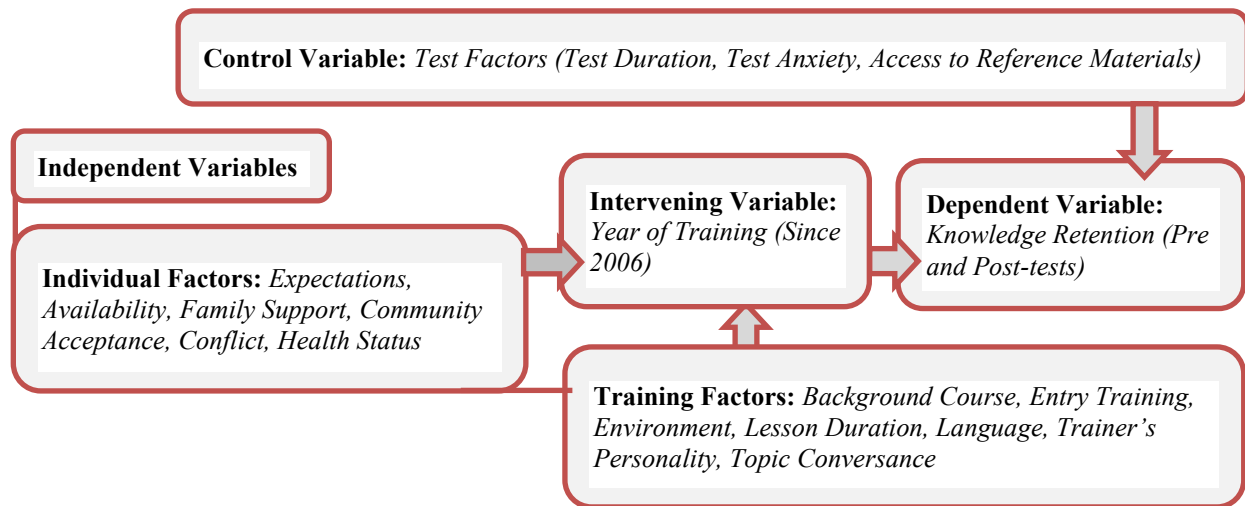 Control Variable: Test Factors (Test Duration, Test Anxiety, Access to Reference Materials)
Independent Variables
Individual Factors: Expectations,
Availability, Family Support, Community
Acceptance, Conflict, Health Status
Intervening Variable:
Year of Training (Since
2006)
Dependent Variable:
Knowledge Retention (Pre
and Post-tests)
Training Factors: Background Course, Entry Training,
Environment, Lesson Duration, Language, Trainer’s
Personality, Topic Conversance